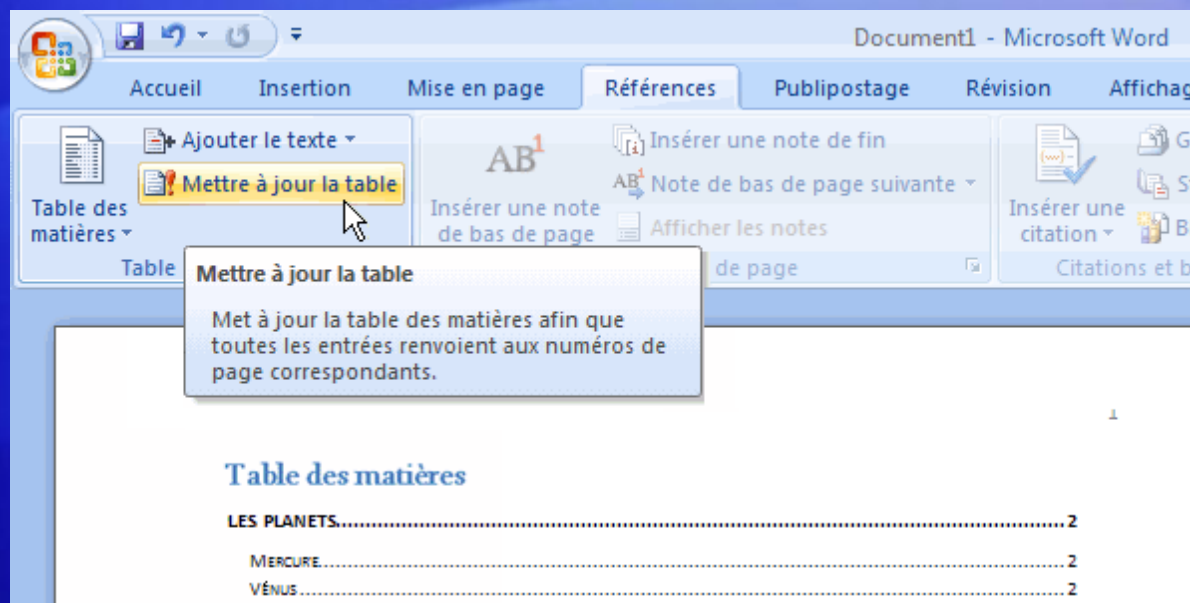 Document1 - Microsoft Word
Accueil Insertion Mise en page Références Publipostage Révision Affichag
Ajouter le texte
Mettre à jour la table
Table des
matières
Table
AB1
Insérer une note
de bas de page
Insérer une note de fin
AB1 Note de bas de page suivante
Afficher les notes
de page
Insérer une
citation
G
S
B
Citations et b
Mettre à jour la table
Met à jour la table des matières afin que
toutes les entrées renvoient aux numéros de
page correspondants.
1
Table des matières
LES PLANETS 2
MERCURE 2
VÉNUS 2